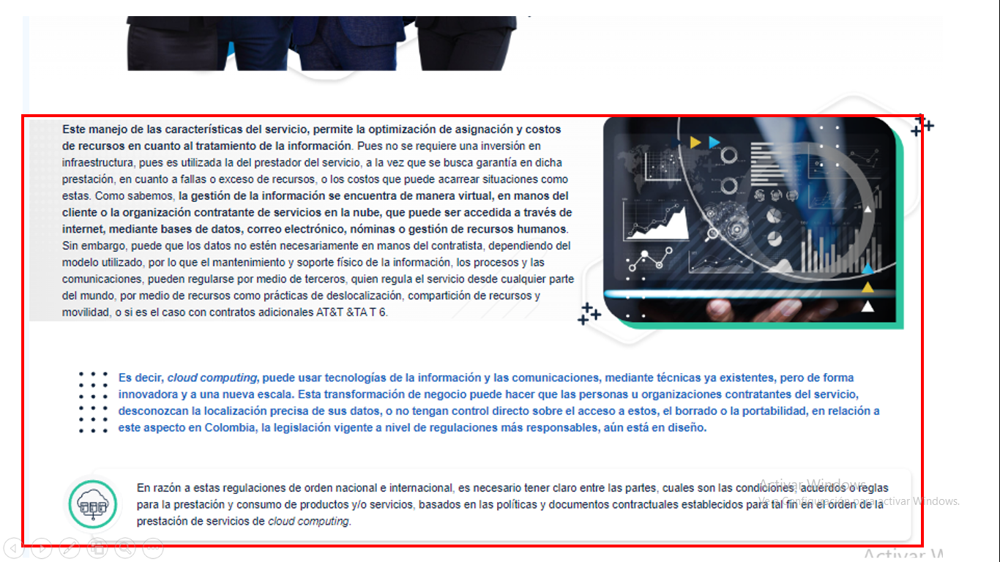 Este manejo de las características del servicio, permite la optimización de asignación y costos
de recursos en cuanto al tratamiento de la información. Pues no se requiere una inversión en
infraestructura, pues es utilizada la del prestador del servicio, a la vez que se busca garantía en dicha
prestación, en cuanto a fallas o exceso de recursos, o los costos que puede acarrear situaciones como
estas. Como sabemos, la gestión de la información se encuentra de manera virtual, en manos del
cliente o la organización contratante de servicios en la nube, que puede ser accedida a través de
internet, mediante bases de datos, correo electrónico, nóminas o gestión de recursos humanos.
Sin embargo, puede que los datos no estén necesariamente en manos del contratista, dependiendo del
modelo utilizado, por lo que el mantenimiento y soporte físico de la información, los procesos y las
comunicaciones, pueden regularse por medio de terceros, quien regula el servicio desde cualquier parte
del mundo, por medio de recursos como prácticas de deslocalización, compartición de recursos y
movilidad, o si es el caso con contratos adicionales AT&T &TA T 6.
Es decir, cloud computing, puede usar tecnologías de la información y las comunicaciones, mediante técnicas ya existentes, pero de forma
innovadora y a una nueva escala. Esta transformación de negocio puede hacer que las personas u organizaciones contratantes del servicio,
desconozcan la localización precisa de sus datos, o no tengan control directo sobre el acceso a estos, el borrado o la portabilidad, en relación a
este aspecto en Colombia, la legislación vigente a nivel de regulaciones más responsables, aún está en diseño.
En razón a estas regulaciones de orden nacional e internacional, es necesario tener claro entre las partes, cuales son las condiciones, acuerdos o reglas
para la prestación y consumo de productos y/o servicios, basados en las políticas y documentos contractuales establecidos para tal fin en el orden de la
prestación de servicios de cloud computing.
Activar Windows
Ve a Configuración para activar Windows.
Activar W